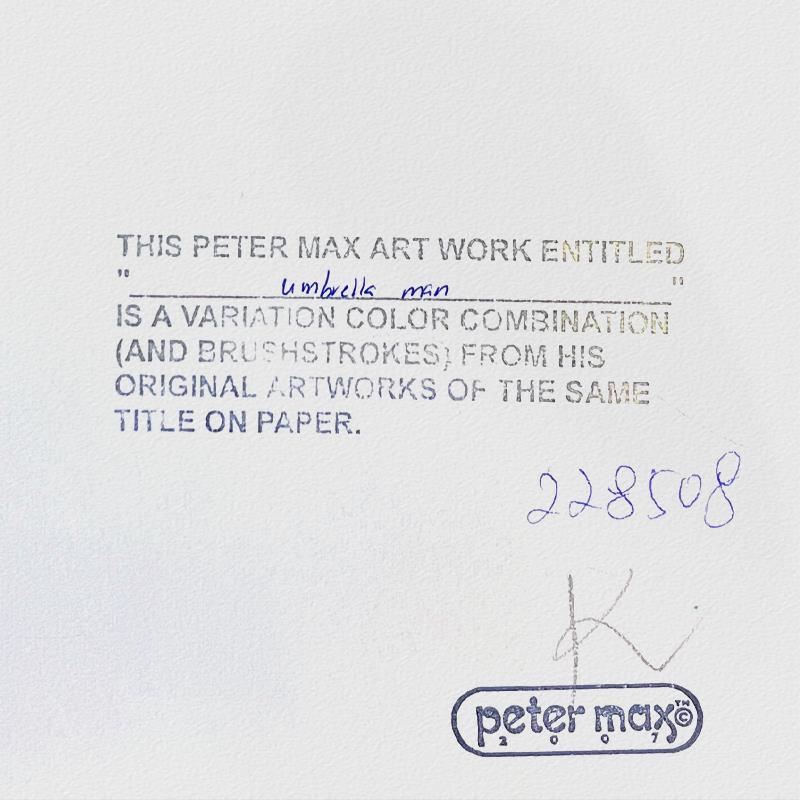 THIS PETER MAX ART WORK ENTITLED
" umbrella man "
IS A VARIATION COLOR COMBINATION
(AND BRUSHSTROKES) FROM HIS
ORIGINAL ARTWORKS OF THE SAME
TITLE ON PAPER.
228508
K
peter max™©
2007